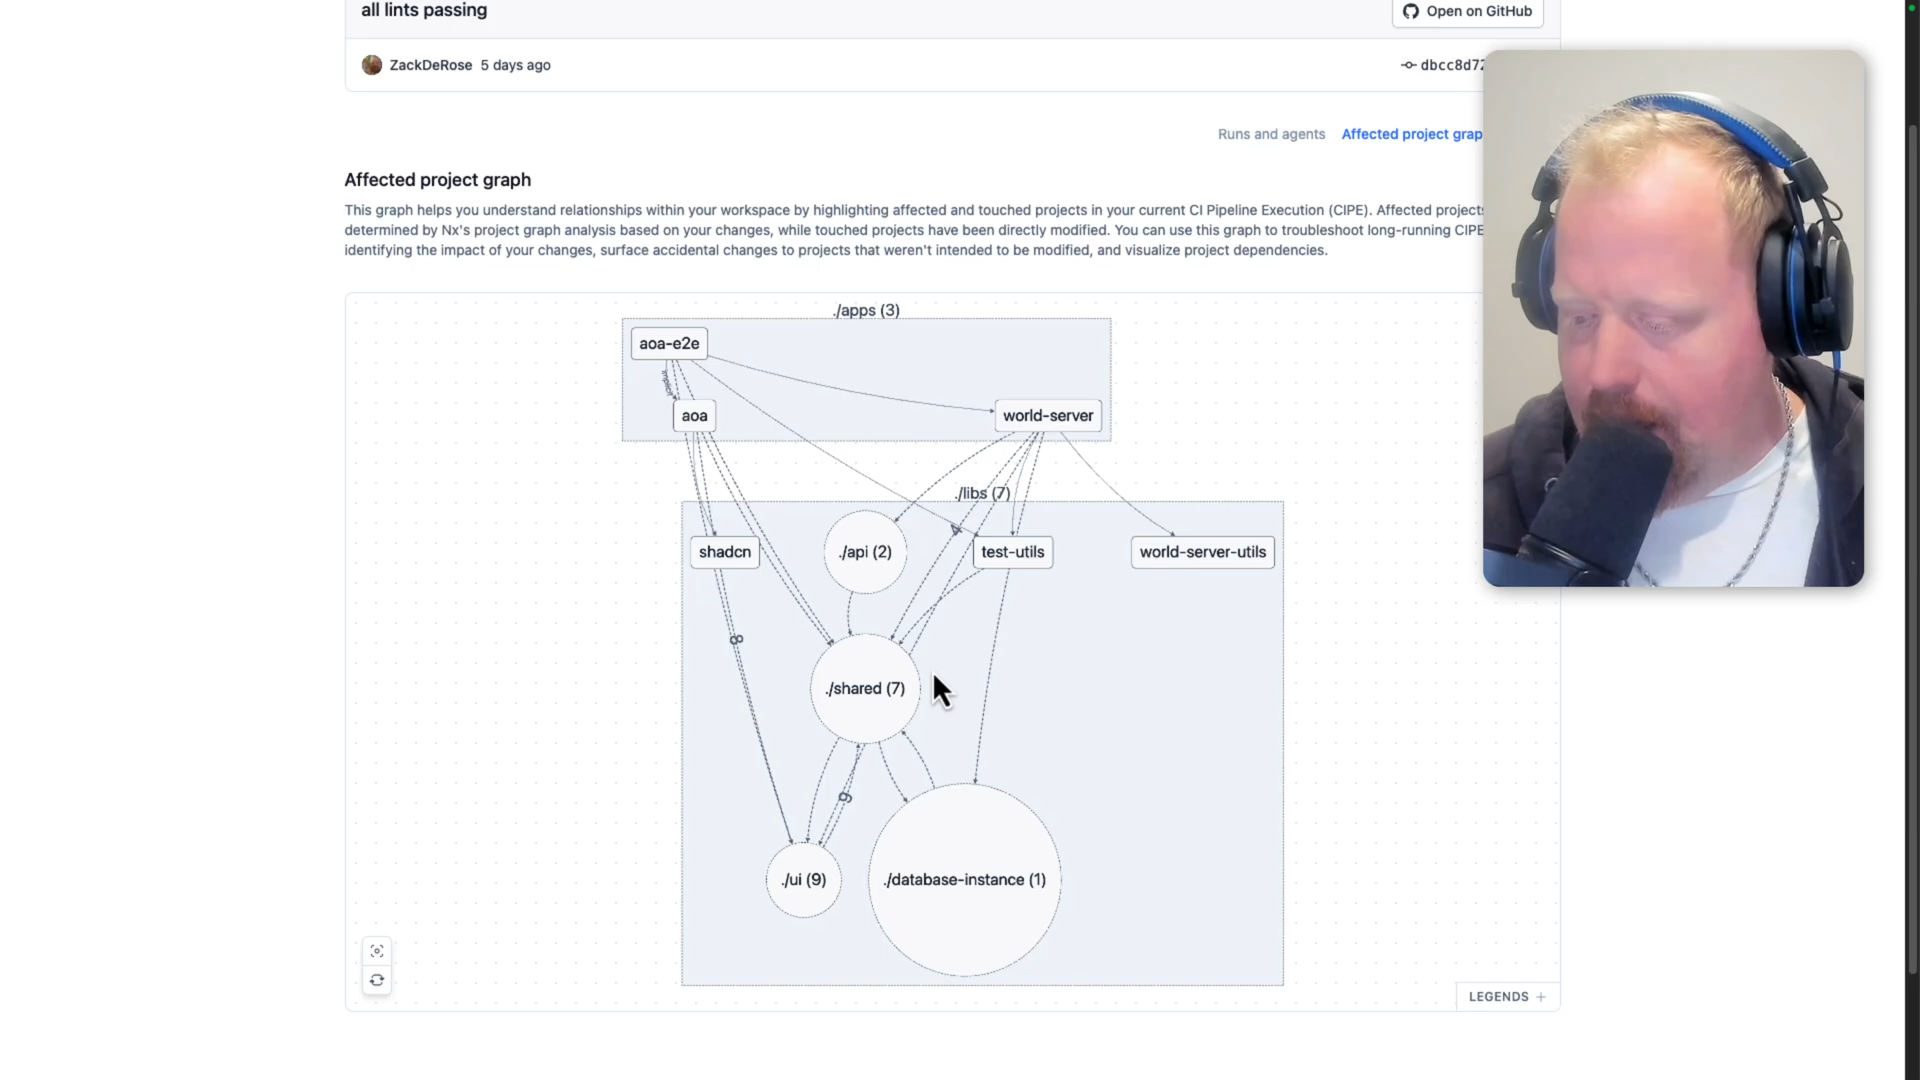 all lints passing
Open on GitHub
ZackDeRose 5 days ago
dbcc8d72
Runs and agents
Affected project grap
Affected project graph
This graph helps you understand relationships within your workspace by highlighting affected and touched projects in your current CI Pipeline Execution (CIPE). Affected projects
determined by Nx's project graph analysis based on your changes, while touched projects have been directly modified. You can use this graph to troubleshoot long-running CIPE
identifying the impact of your changes, surface accidental changes to projects that weren't intended to be modified, and visualize project dependencies.
./apps (3)
aoa-e2e
aoa
world-server
./libs (7)
4
shadcn
./api (2)
test-utils
world-server-utils
8
./shared (7)
9
./ui (9)
./database-instance (1)
LEGENDS +